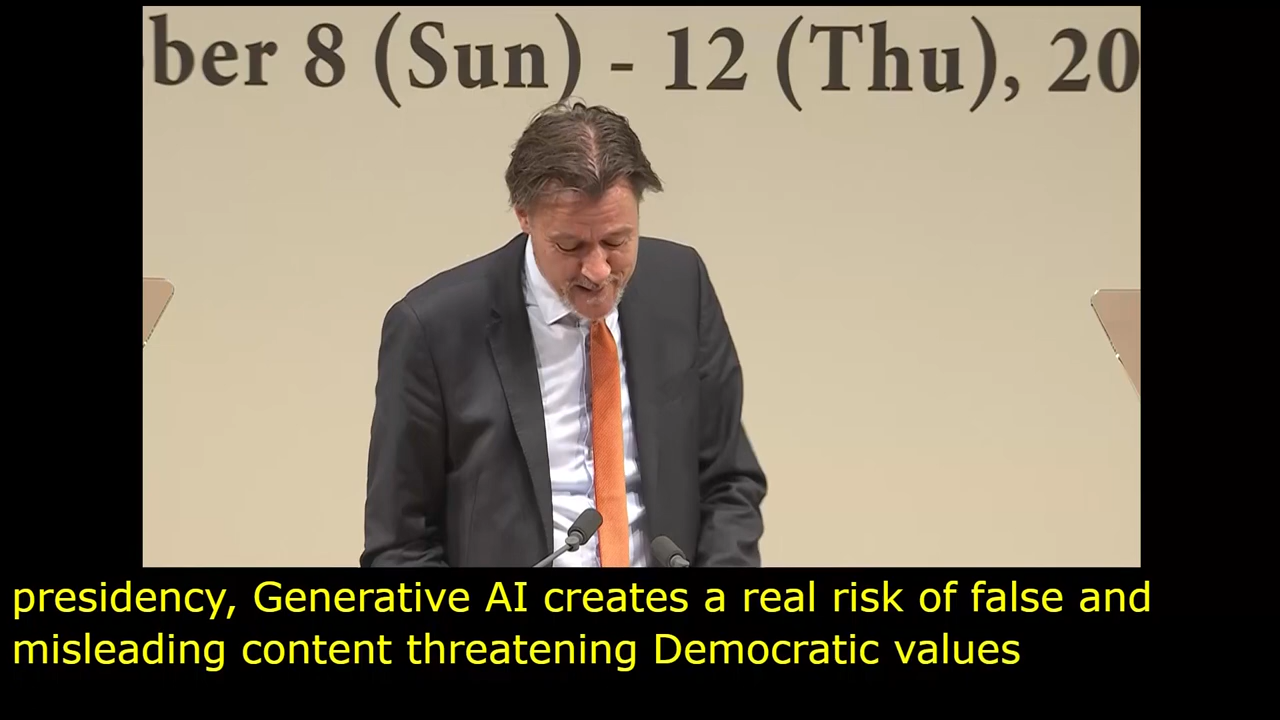 ber 8 (Sun) - 12 (Thu), 20
presidency, Generative AI creates a real risk of false and
misleading content threatening Democratic values